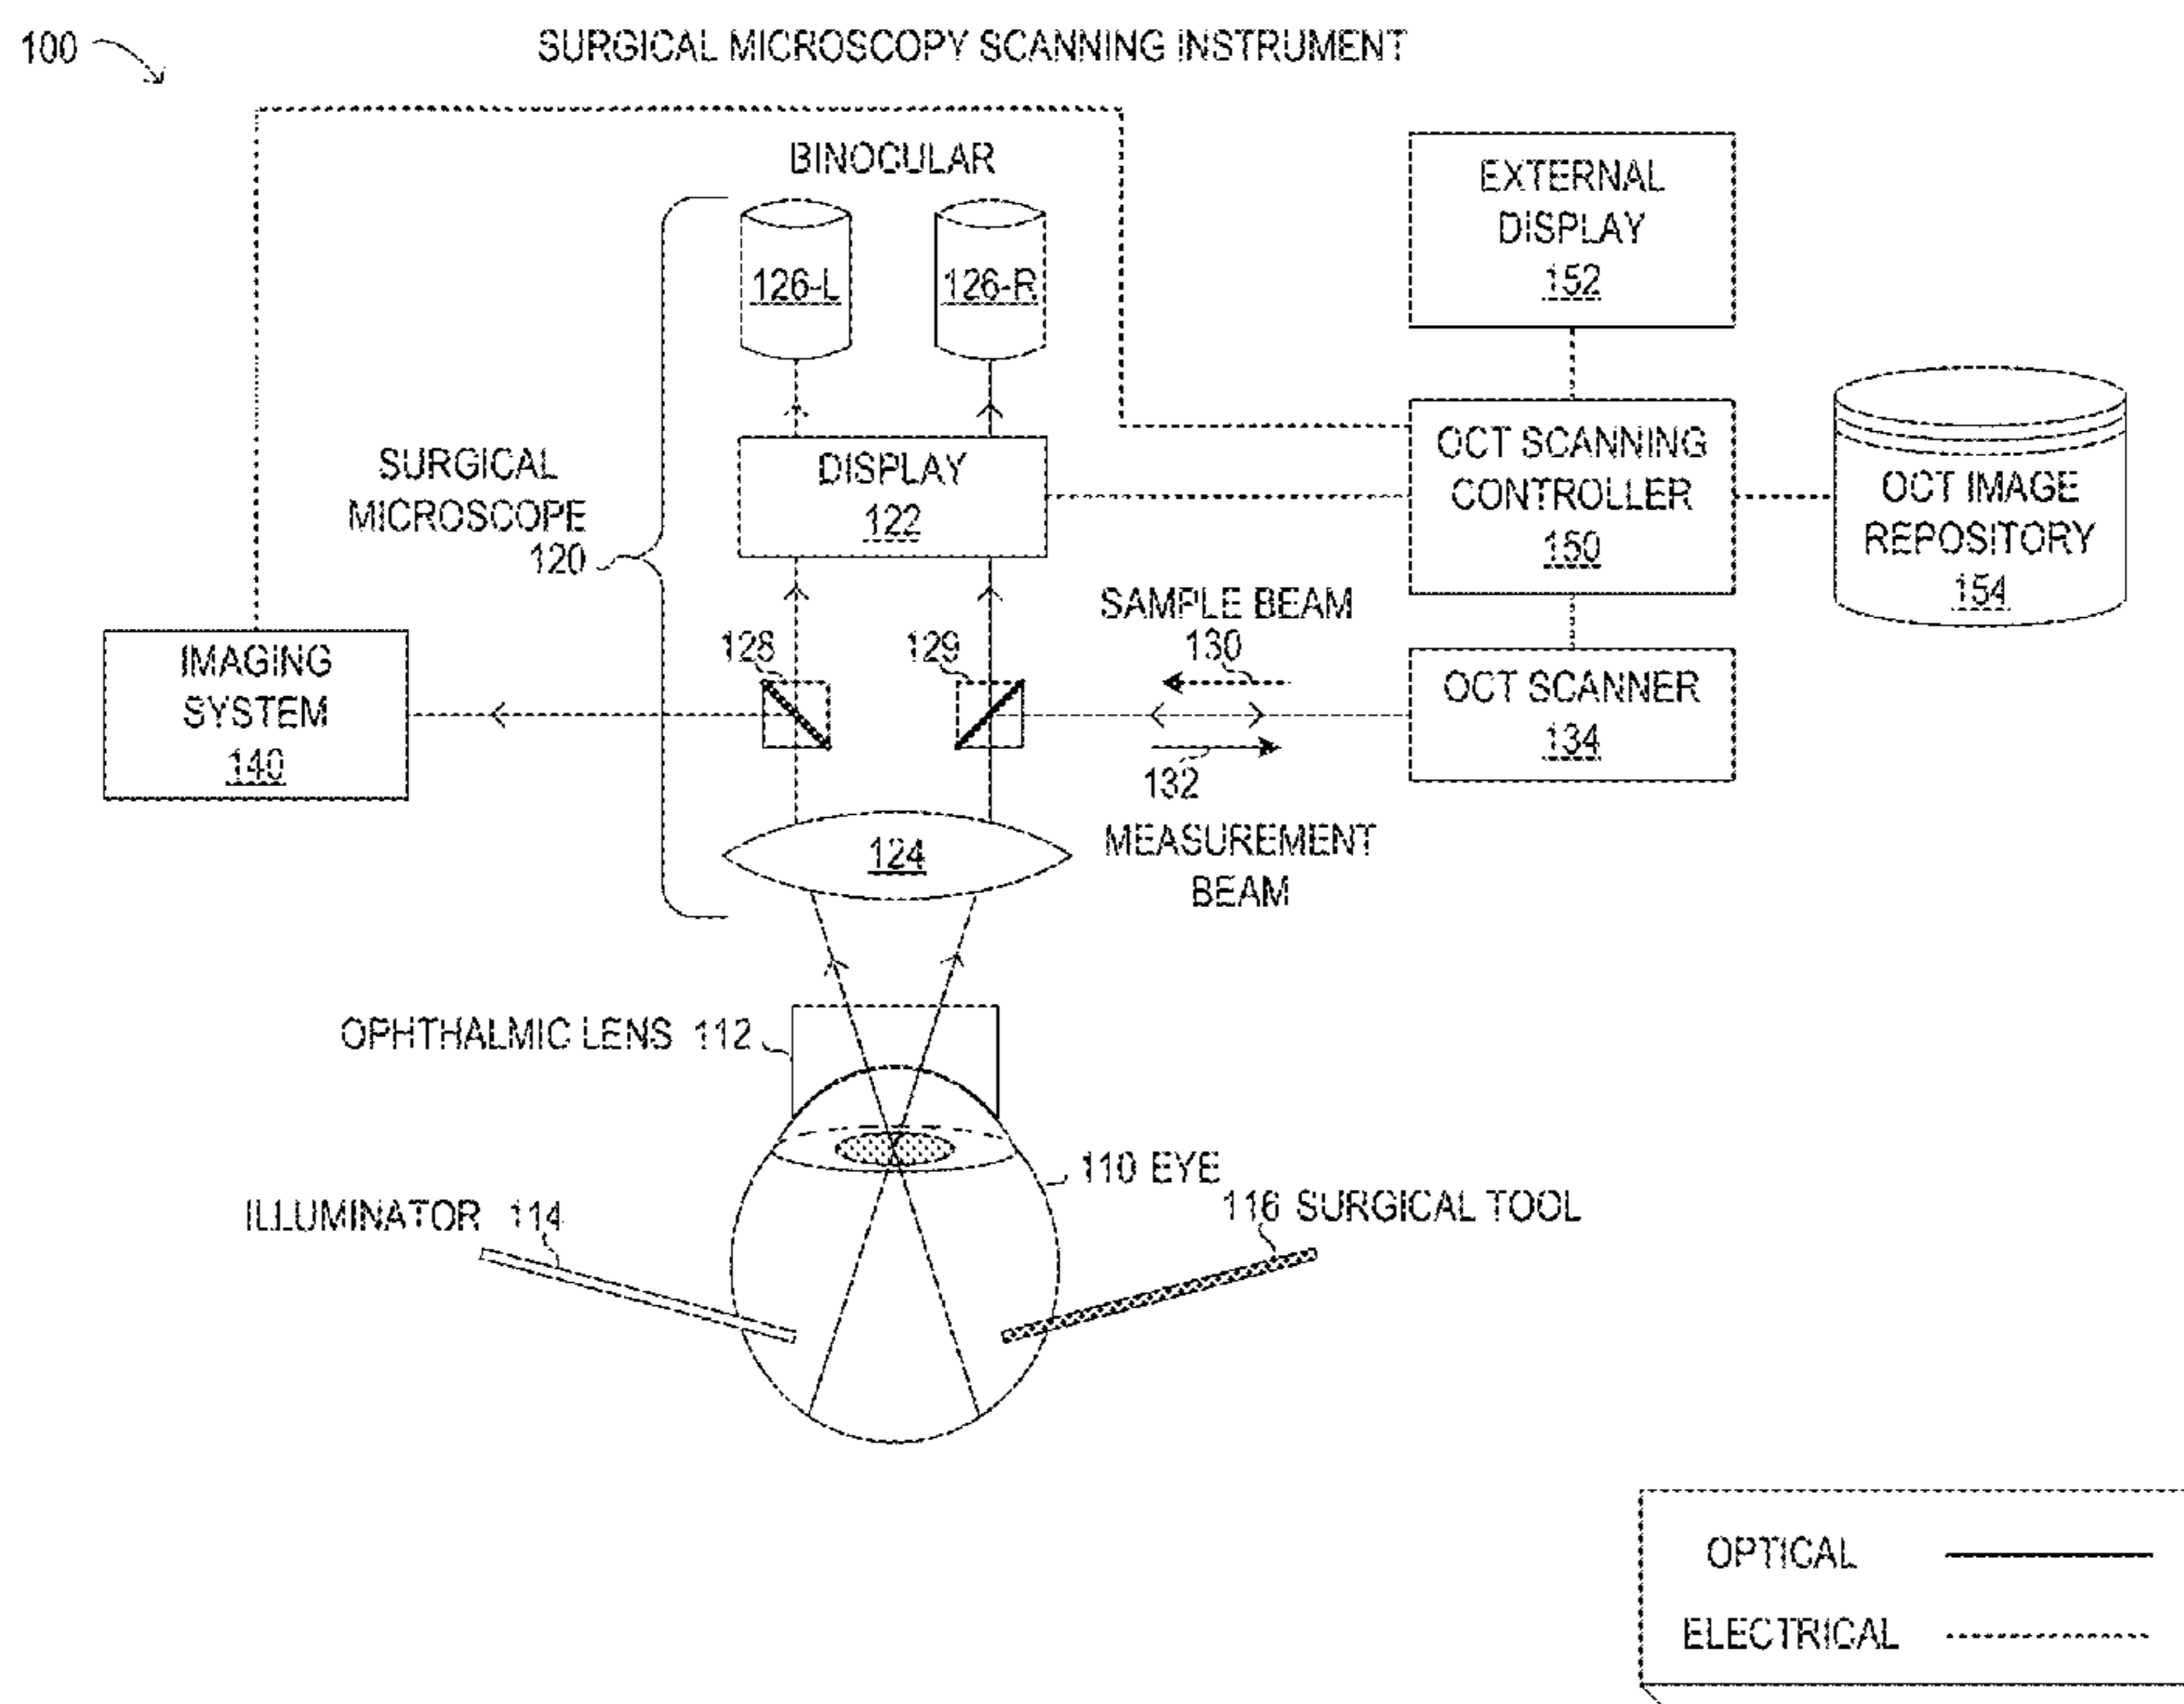 100
SURGICAL MICROSCOPY SCANNING INSTRUMENT
BINOCULAR
126-L
126-R
EXTERNAL
DISPLAY
152
SURGICAL
MICROSCOPE
120
DISPLAY
122
OCT SCANNING
CONTROLLER
150
OCT IMAGE
REPOSITORY
154
IMAGING
SYSTEM
140
128
129
SAMPLE BEAM
130
132
MEASUREMENT
BEAM
OCT SCANNER
134
124
OPHTHALMIC LENS 112
110 EYE
ILLUMINATOR 114
116 SURGICAL TOOL
OPTICAL
ELECTRICAL